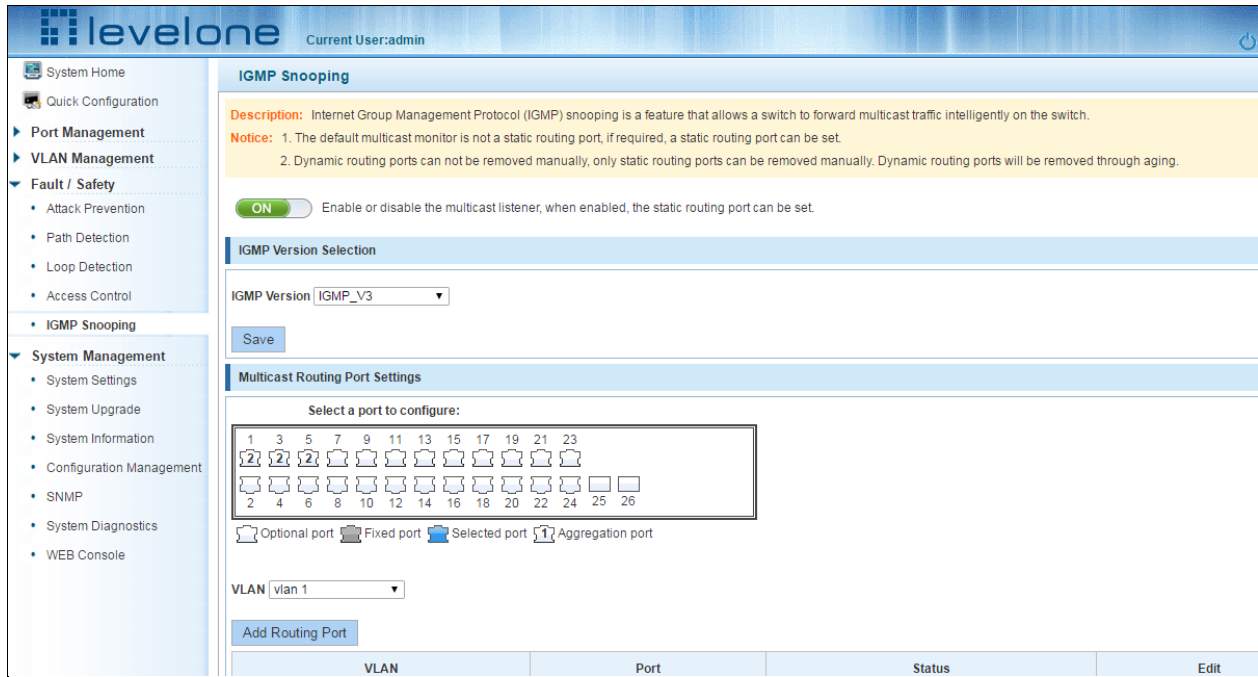 levelone
Current User:admin
System Home
Quick Configuration
Port Management
VLAN Management
Fault / Safety
Attack Prevention
Path Detection
Loop Detection
Access Control
IGMP Snooping
System Management
System Settings
System Upgrade
System Information
Configuration Management
SNMP
System Diagnostics
WEB Console
IGMP Snooping
Description: Internet Group Management Protocol (IGMP) snooping is a feature that allows a switch to forward multicast traffic intelligently on the switch.
Notice: 1. The default multicast monitor is not a static routing port, if required, a static routing port can be set.
2. Dynamic routing ports can not be removed manually, only static routing ports can be removed manually. Dynamic routing ports will be removed through aging.
ON Enable or disable the multicast listener, when enabled, the static routing port can be set.
IGMP Version Selection
IGMP Version IGMP_V3
Save
Multicast Routing Port Settings
Select a port to configure:
1 3 5 7 9 11 13 15 17 19 21 23
2 2 2
2 4 6 8 10 12 14 16 18 20 22 24 25 26
Optional port Fixed port Selected port 1 Aggregation port
VLAN vlan 1
Add Routing Port
VLAN Port Status Edit